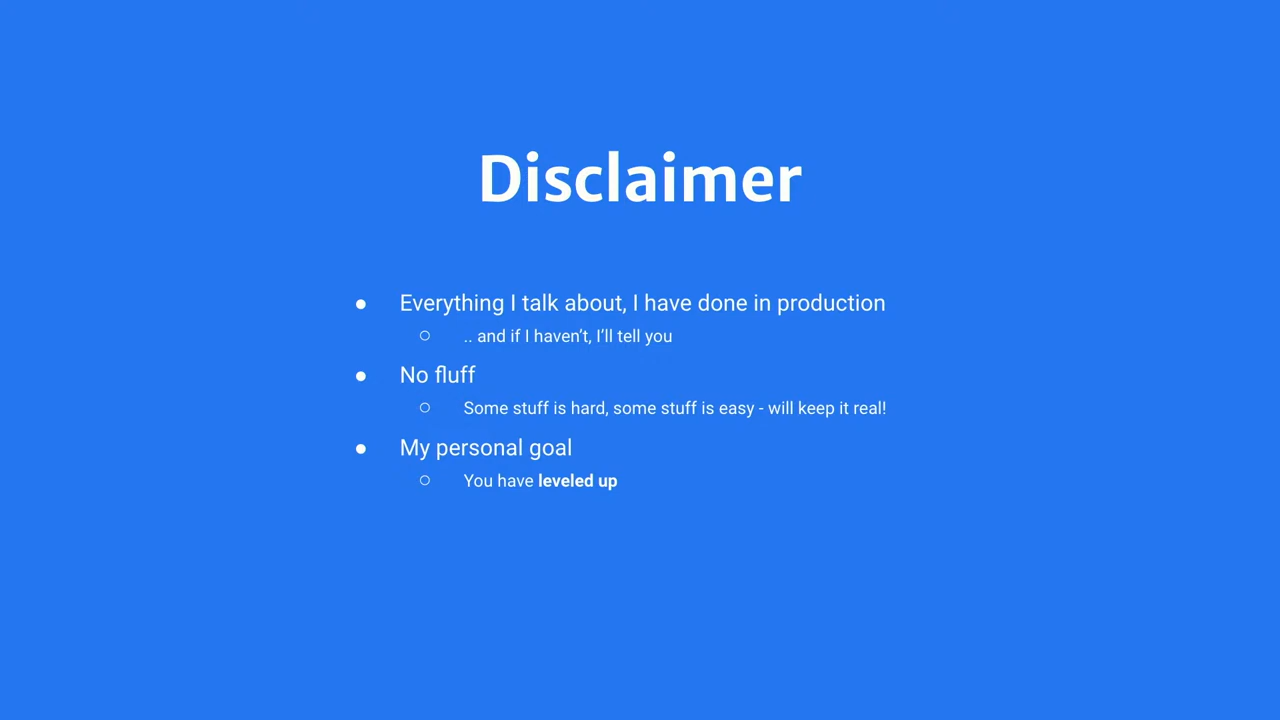 Disclaimer
● Everything I talk about, I have done in production
○ .. and if I haven’t, I’ll tell you
● No fluff
○ Some stuff is hard, some stuff is easy - will keep it real!
● My personal goal
○ You have leveled up